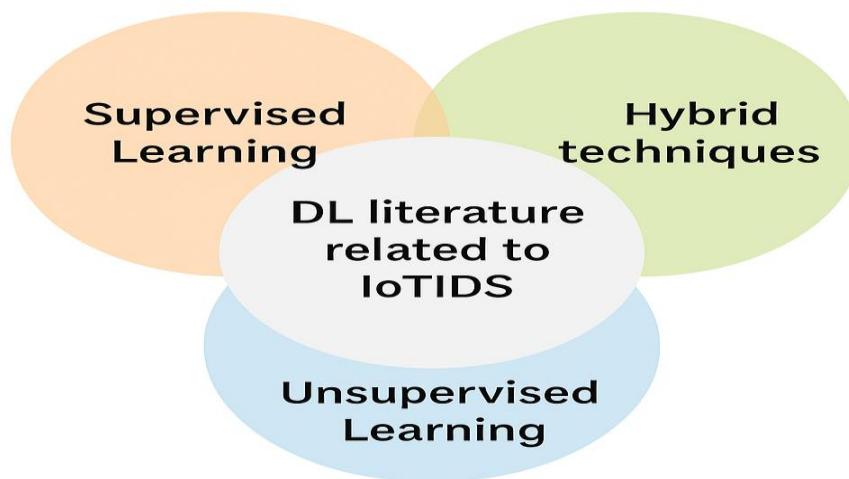 Supervised
Learning
Hybrid
techniques
DL literature
related to
IoTIDS
Unsupervised
Learning